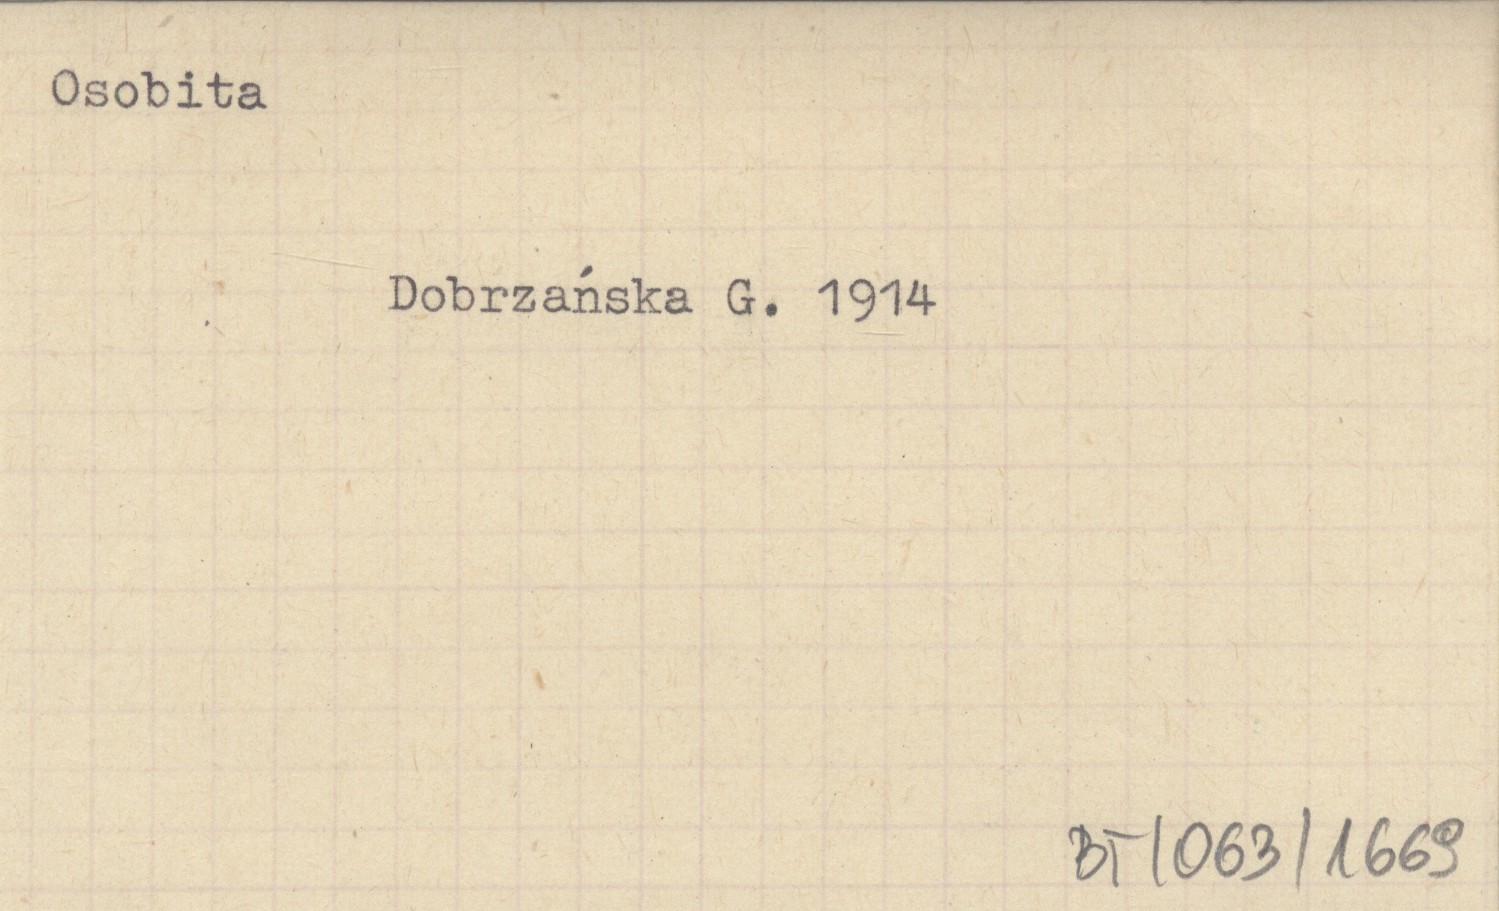 Osobita
Dobrzańska G. 1914
BT/063/1669